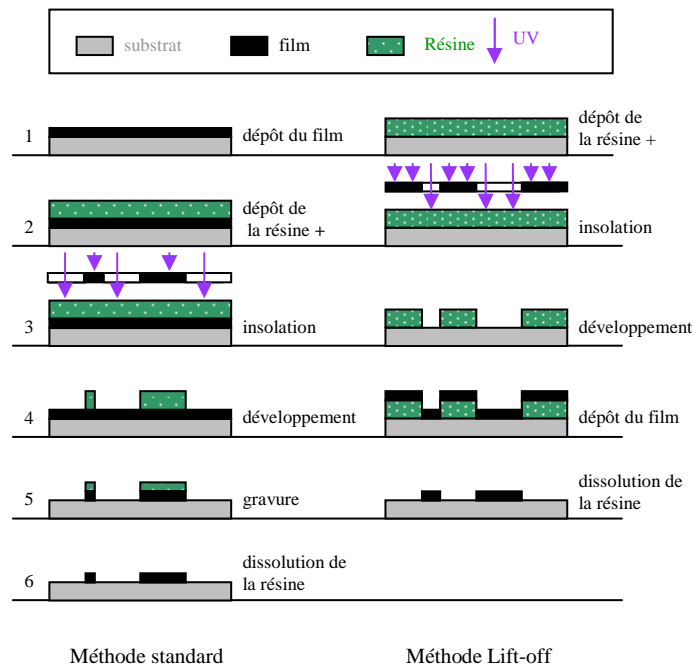 substrat
film
Résine
UV
1
dépôt du film
dépôt de
la résine +
2
dépôt de
la résine +
insolation
3
insolation
développement
4
développement
dépôt du film
5
gravure
dissolution de
la résine
6
dissolution de
la résine
Méthode standard
Méthode Lift-off